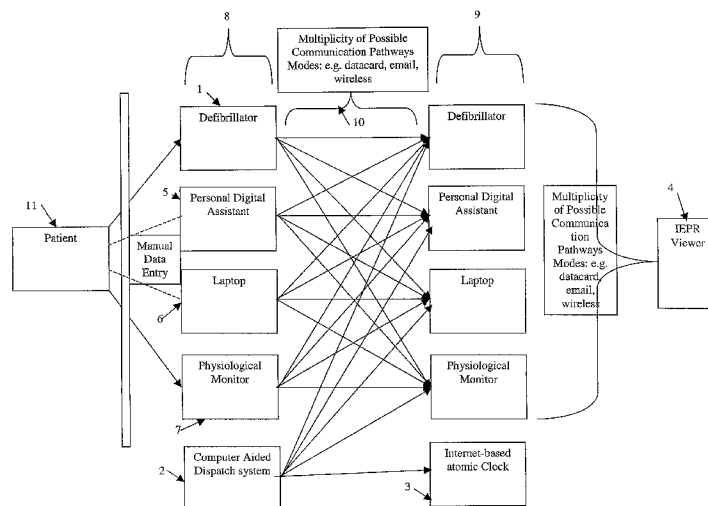 8
Multiplicity of Possible
Communication Pathways
Modes: e.g. datacard, email,
wireless
9
1
10
Defibrillator
Defibrillator
5
Personal Digital
Assistant
Personal Digital
Assistant
11
Patient
Manual
Data
Entry
Multiplicity
of Possible
Communica
tion
Pathways
Modes: e.g.
datacard,
email,
wireless
4
IEPR
Viewer
Laptop
Laptop
6
Physiological
Monitor
Physiological
Monitor
7
Computer Aided
Dispatch system
Internet-based
atomic Clock
2
3